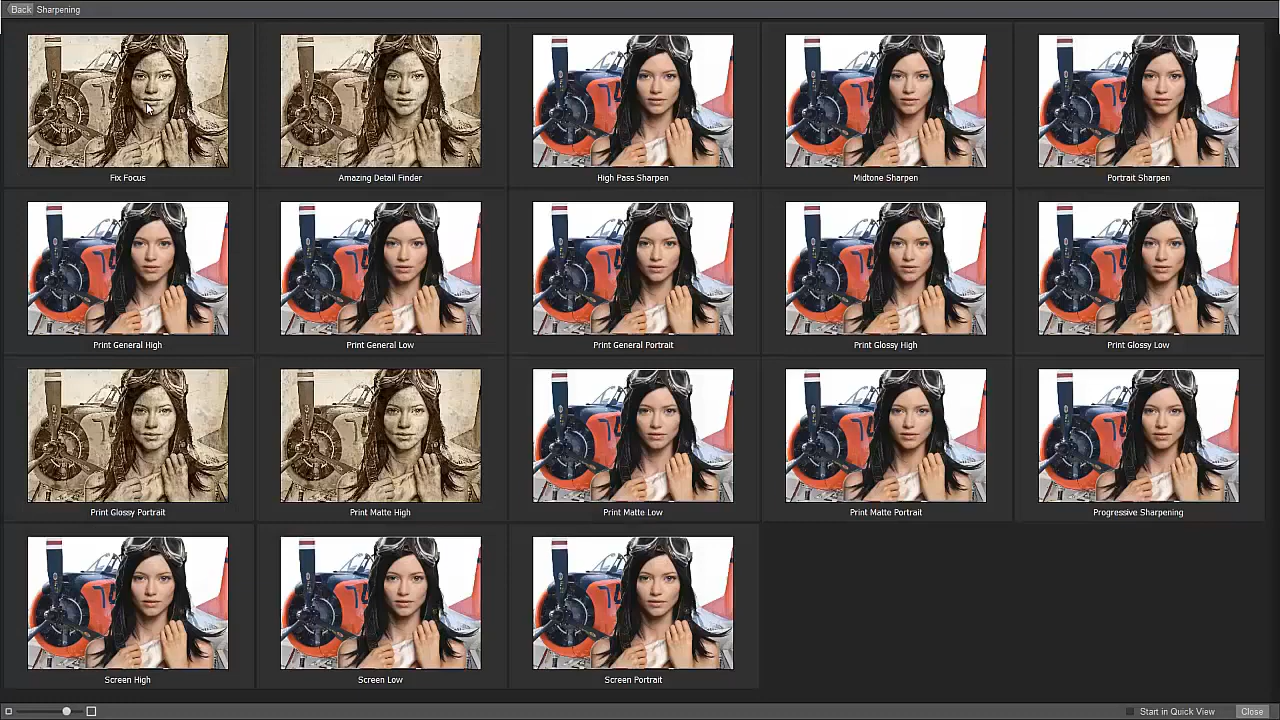 Back Sharpening
Fix Focus
Amazing Detail Finder
High Pass Sharpen
Midtone Sharpen
Portrait Sharpen
Print General High
Print General Low
Print General Portrait
Print Glossy High
Print Glossy Low
Print Glossy Portrait
Print Matte High
Print Matte Low
Print Matte Portrait
Progressive Sharpening
Screen High
Screen Low
Screen Portrait
Start in Quick View Close